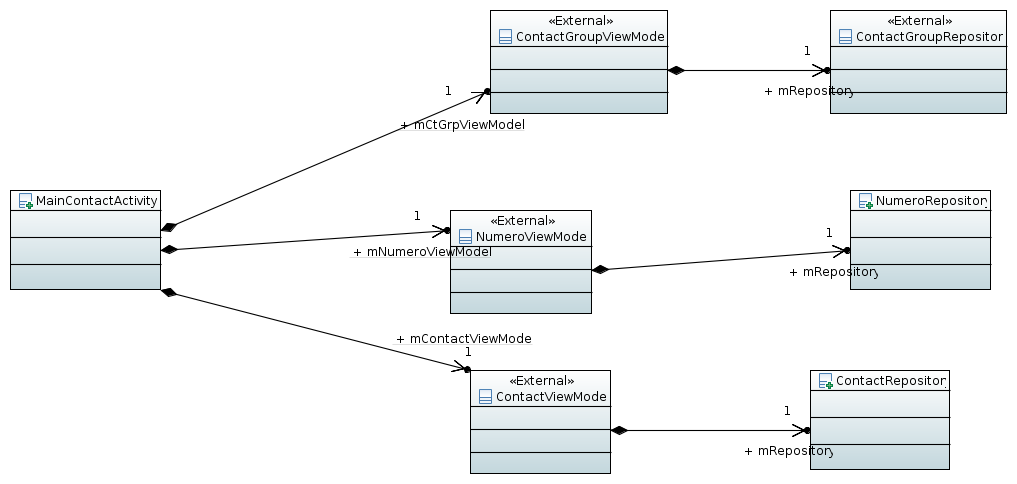 «External»
ContactGroupViewMode
«External»
ContactGroupRepositor
1
+ mRepository
1
+ mCtGrpViewModel
MainContactActivity
1
+ mNumeroViewModel
«External»
NumeroViewMode
NumeroRepository
1
+ mRepository
+ mContactViewMode
1
«External»
ContactViewMode
ContactRepository
1
+ mRepository